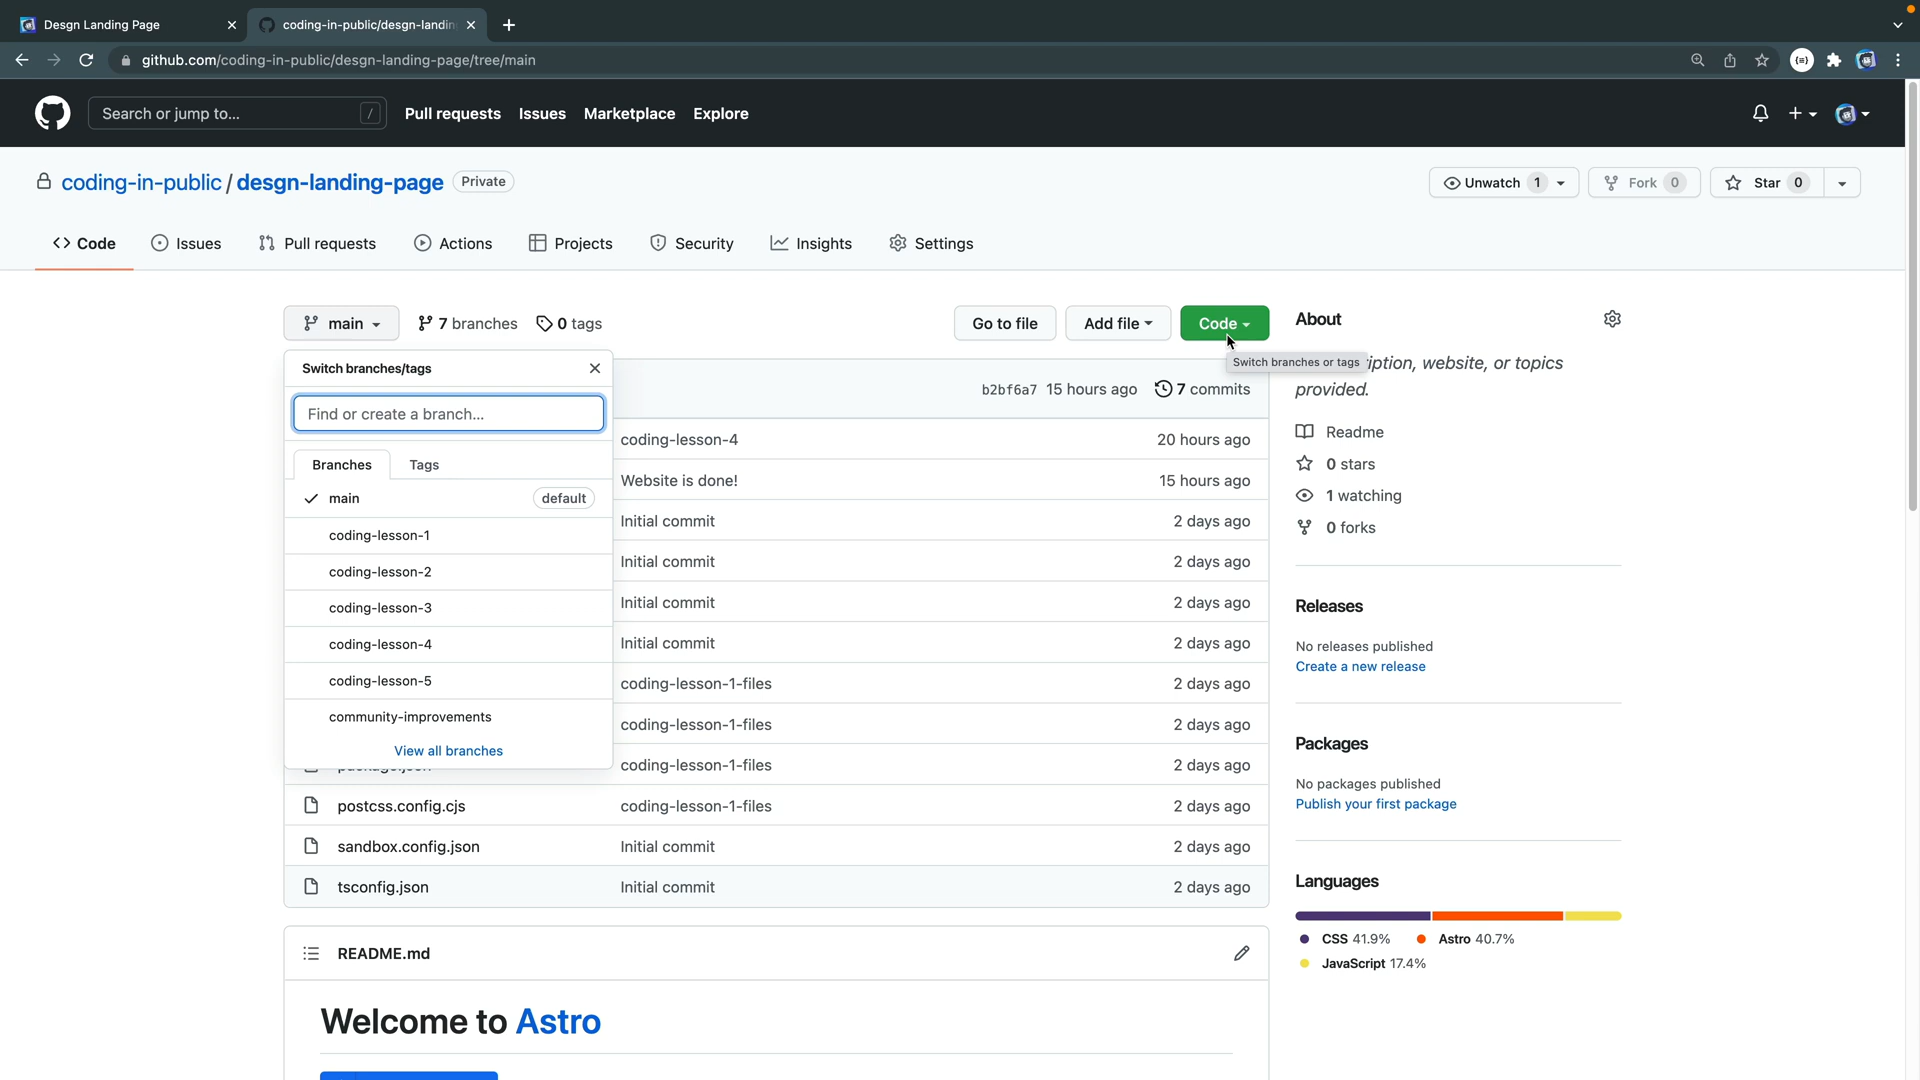 Desgn Landing Page
coding-in-public/desgn-landin
github.com/coding-in-public/desgn-landing-page/tree/main
Search or jump to... /
Pull requests Issues Marketplace Explore
coding-in-public / desgn-landing-page Private
Unwatch 1 Fork 0 Star 0
Code Issues Pull requests Actions Projects Security Insights Settings
main 7 branches 0 tags Go to file Add file Code
Switch branches or tags
Switch branches/tags
Find or create a branch...
Branches Tags
main default
coding-lesson-1
coding-lesson-2
coding-lesson-3
coding-lesson-4
coding-lesson-5
community-improvements
View all branches
b2bf6a7 15 hours ago 7 commits
coding-lesson-4 20 hours ago
Website is done! 15 hours ago
Initial commit 2 days ago
Initial commit 2 days ago
Initial commit 2 days ago
Initial commit 2 days ago
coding-lesson-1-files 2 days ago
coding-lesson-1-files 2 days ago
coding-lesson-1-files 2 days ago
postcss.config.cjs coding-lesson-1-files 2 days ago
sandbox.config.json Initial commit 2 days ago
tsconfig.json Initial commit 2 days ago
README.md
Welcome to Astro
About
iption, website, or topics
provided.
Readme
0 stars
1 watching
0 forks
Releases
No releases published
Create a new release
Packages
No packages published
Publish your first package
Languages
CSS 41.9% Astro 40.7%
JavaScript 17.4%